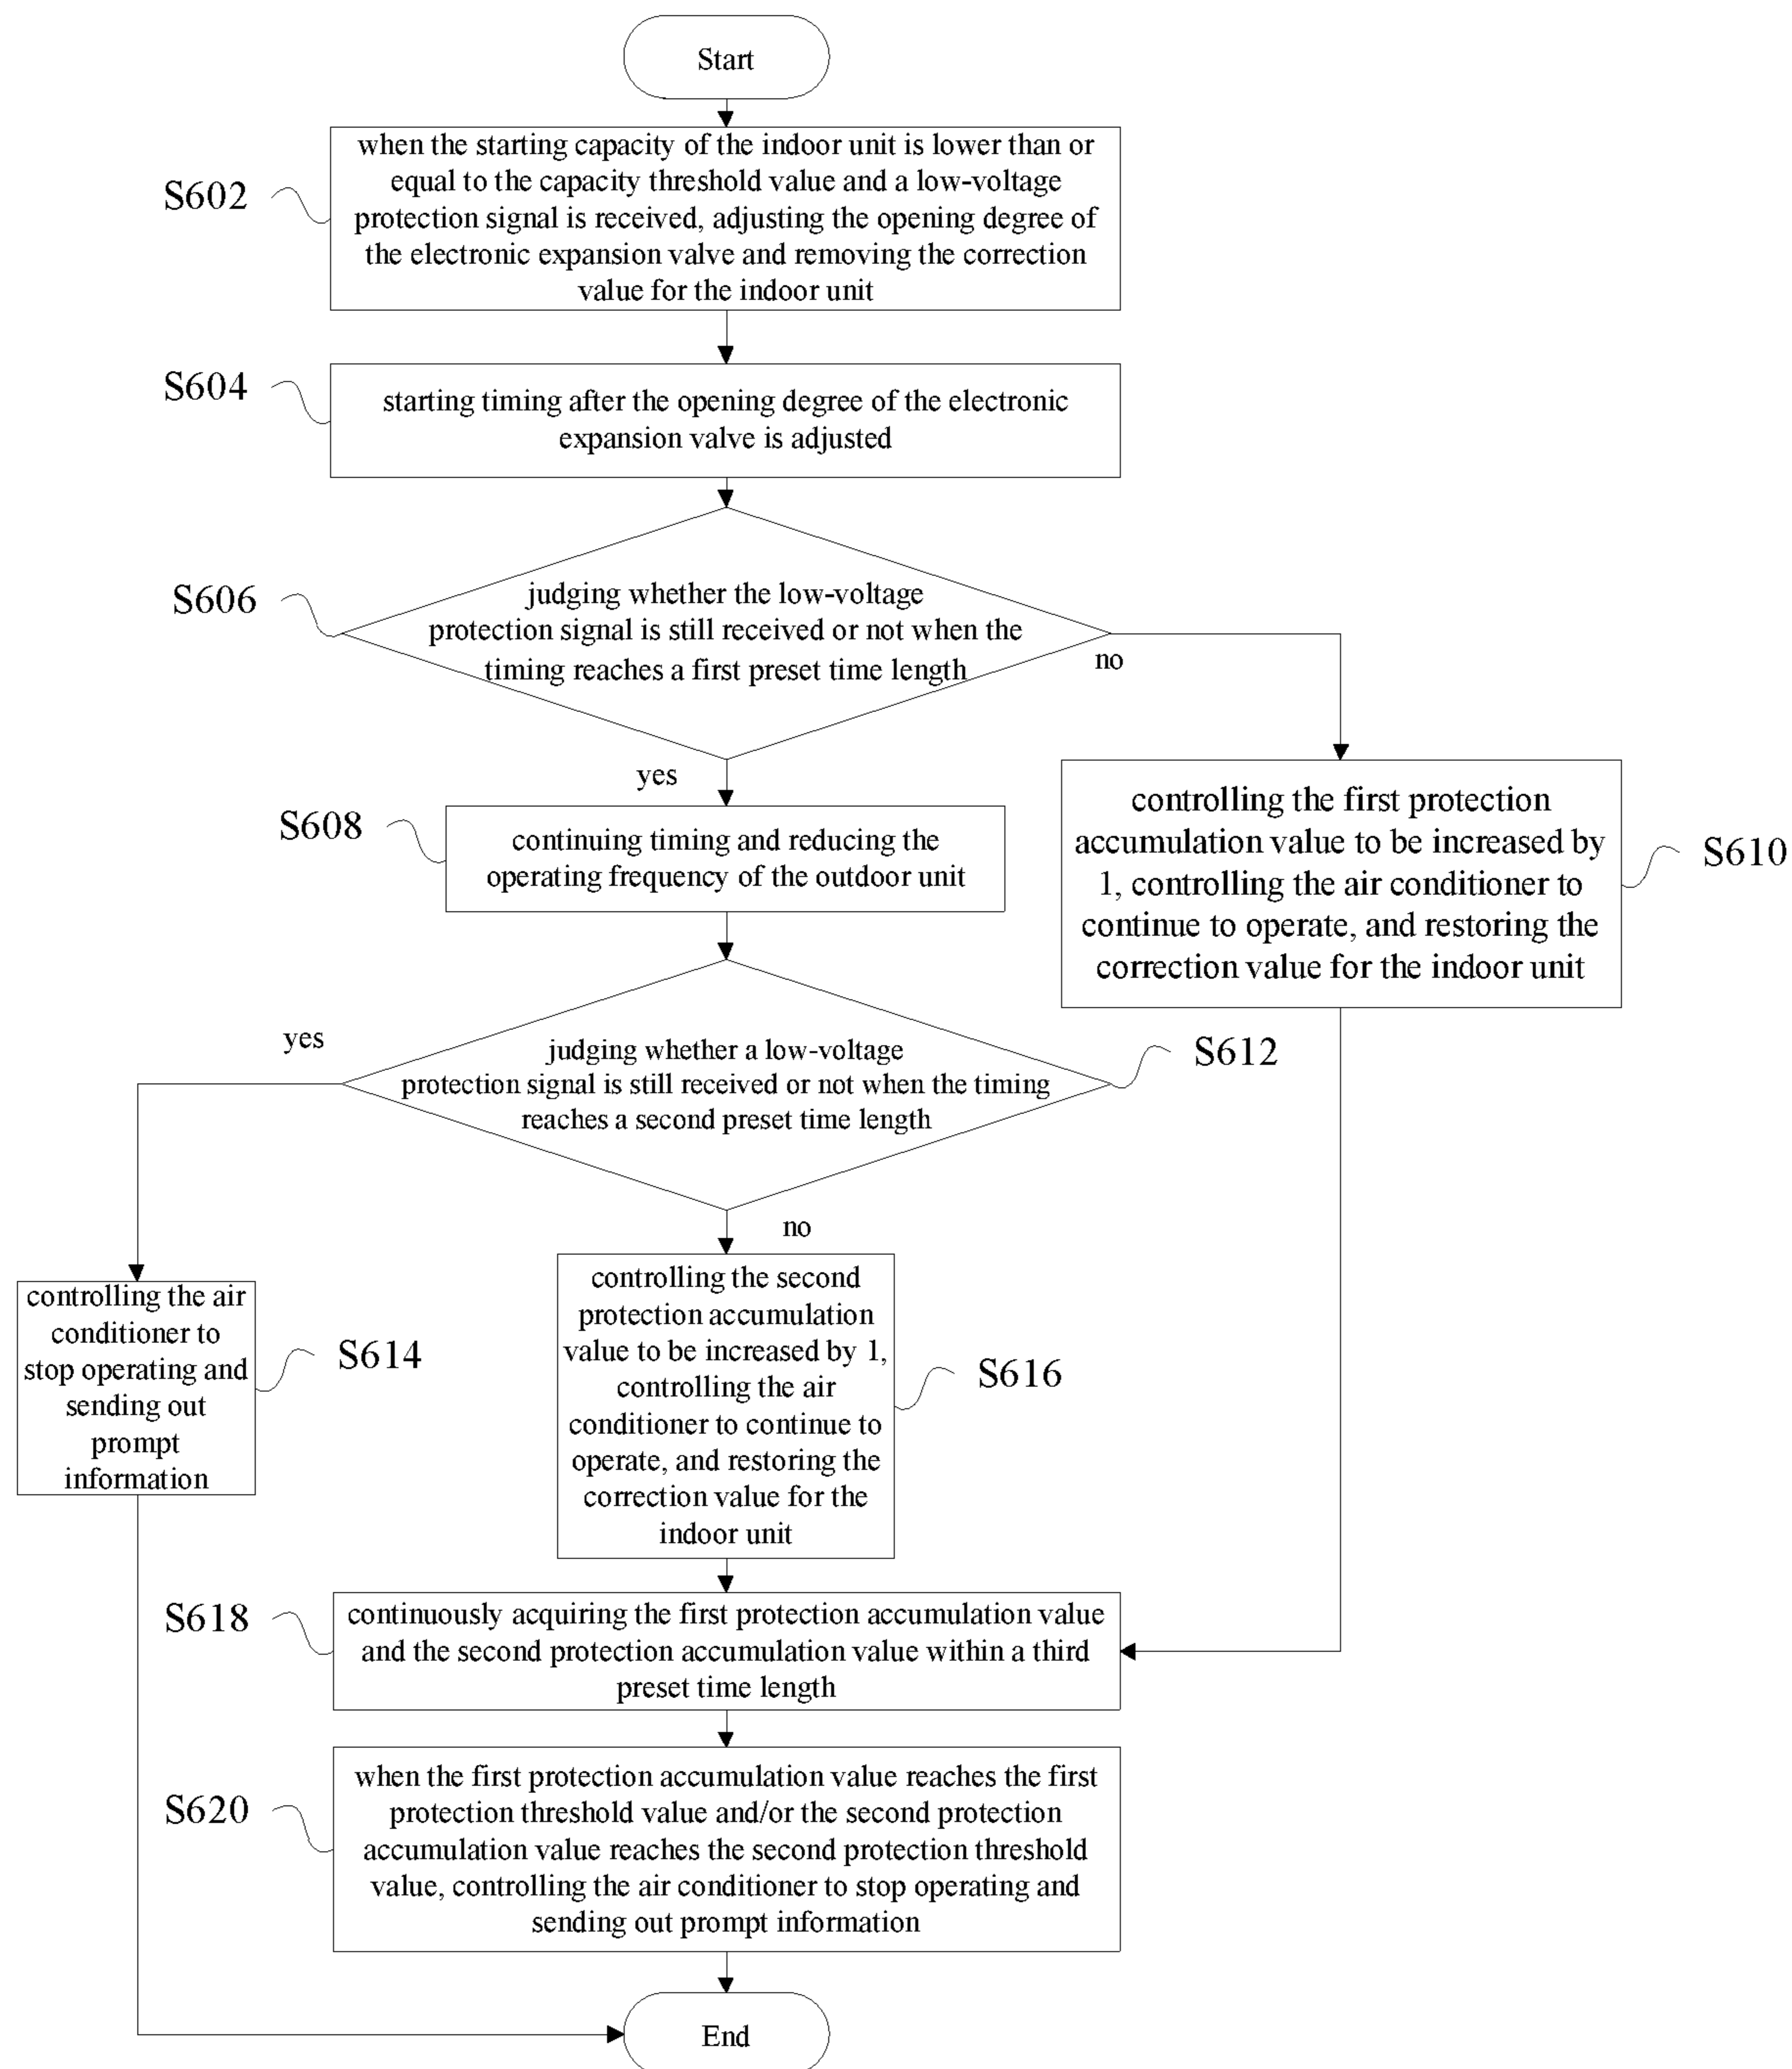 Start
S602
when the starting capacity of the indoor unit is lower than or
equal to the capacity threshold value and a low-voltage
protection signal is received, adjusting the opening degree of
the electronic expansion valve and removing the correction
value for the indoor unit
S604
starting timing after the opening degree of the electronic
expansion valve is adjusted
S606
judging whether the low-voltage
protection signal is still received or not when the
timing reaches a first preset time length
no
yes
S608
continuing timing and reducing the
operating frequency of the outdoor unit
controlling the first protection
accumulation value to be increased by
1, controlling the air conditioner to
continue to operate, and restoring the
correction value for the indoor unit
S610
yes
judging whether a low-voltage
protection signal is still received or not when the timing
reaches a second preset time length
S612
no
controlling the air
conditioner to
stop operating and
sending out
prompt
information
S614
controlling the second
protection accumulation
value to be increased by 1,
controlling the air
conditioner to continue to
operate, and restoring the
correction value for the
indoor unit
S616
S618
continuously acquiring the first protection accumulation value
and the second protection accumulation value within a third
preset time length
S620
when the first protection accumulation value reaches the first
protection threshold value and/or the second protection
accumulation value reaches the second protection threshold
value, controlling the air conditioner to stop operating and
sending out prompt information
End